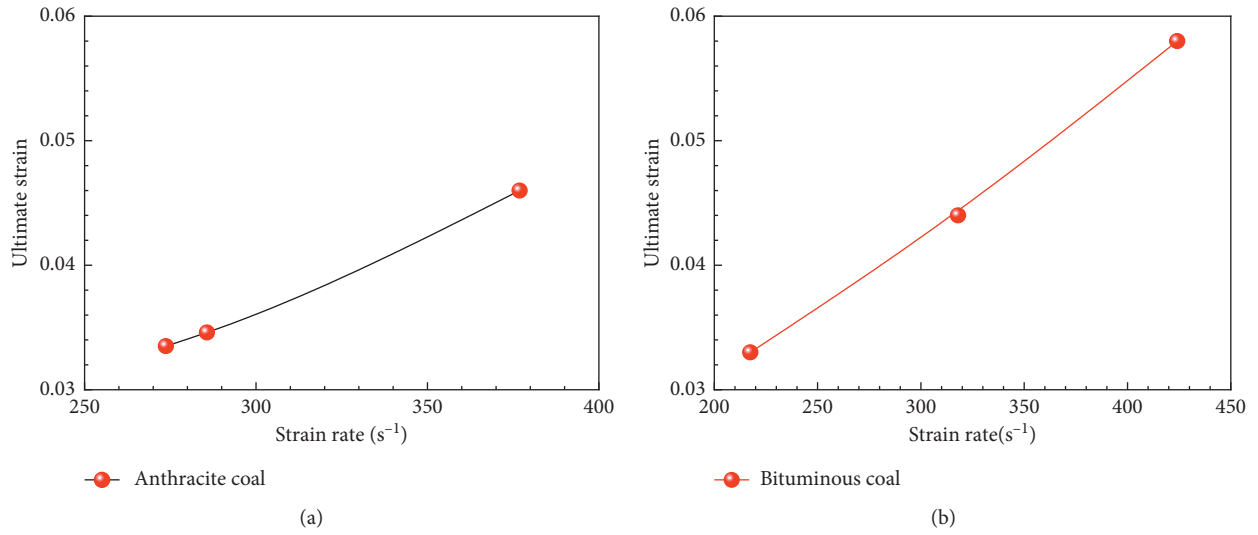 0.06
0.05
0.04
0.03
Ultimate strain
250 300 350 400
Strain rate (s⁻¹)
Anthracite coal
(a)
0.06
0.05
0.04
0.03
Ultimate strain
200 250 300 350 400 450
Strain rate(s⁻¹)
Bituminous coal
(b)